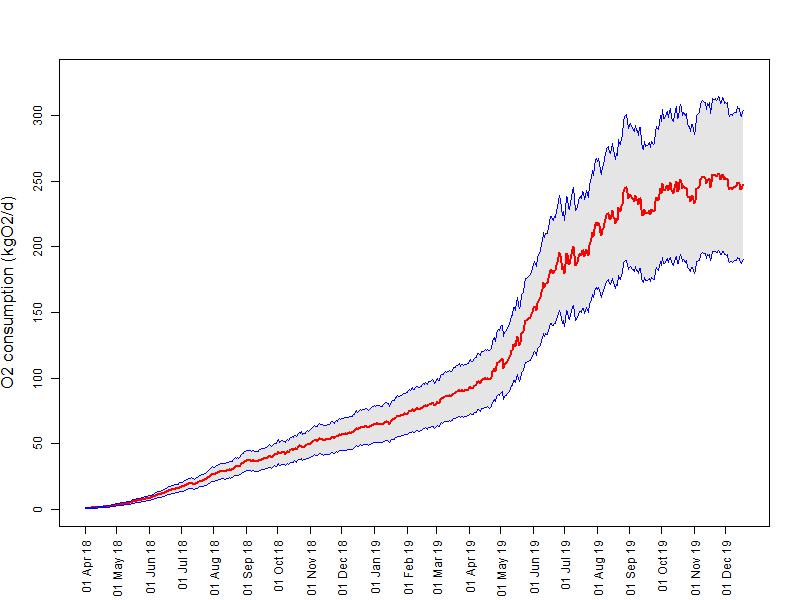 O2 consumption (kgO2/d)
300
250
200
150
100
50
0
01 Apr 18
01 May 18
01 Jun 18
01 Jul 18
01 Aug 18
01 Sep 18
01 Oct 18
01 Nov 18
01 Dec 18
01 Jan 19
01 Feb 19
01 Mar 19
01 Apr 19
01 May 19
01 Jun 19
01 Jul 19
01 Aug 19
01 Sep 19
01 Oct 19
01 Nov 19
01 Dec 19